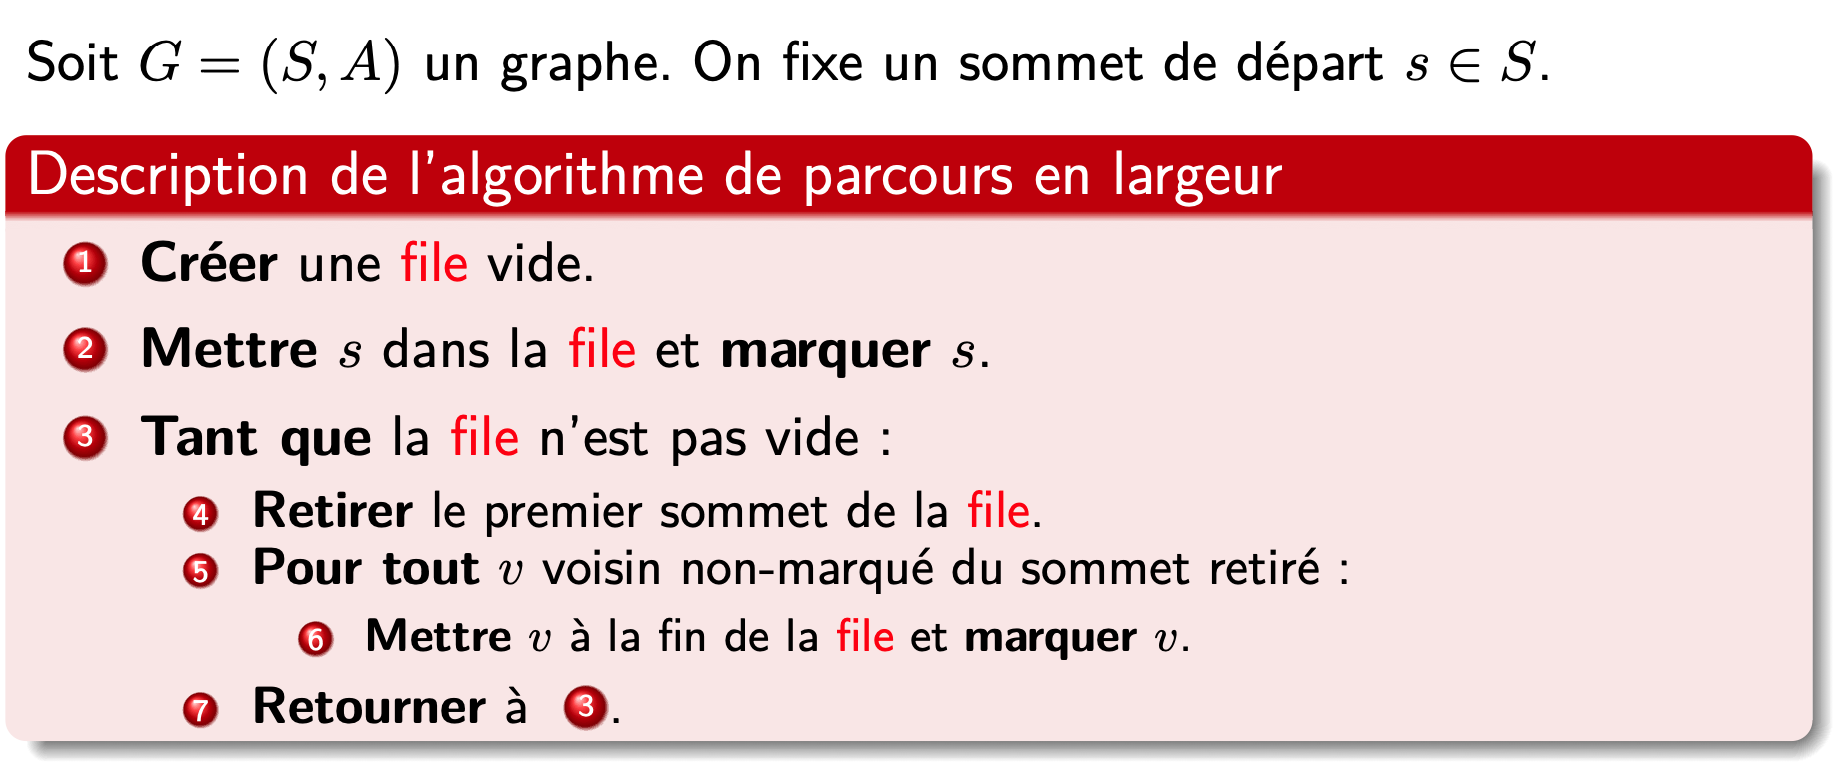 Soit G = (S, A) un graphe. On fixe un sommet de départ s ∈ S.
Description de l'algorithme de parcours en largeur
1 Créer une file vide.
2 Mettre s dans la file et marquer s.
3 Tant que la file n'est pas vide :
4 Retirer le premier sommet de la file.
5 Pour tout v voisin non-marqué du sommet retiré :
6 Mettre v à la fin de la file et marquer v.
7 Retourner à 3.